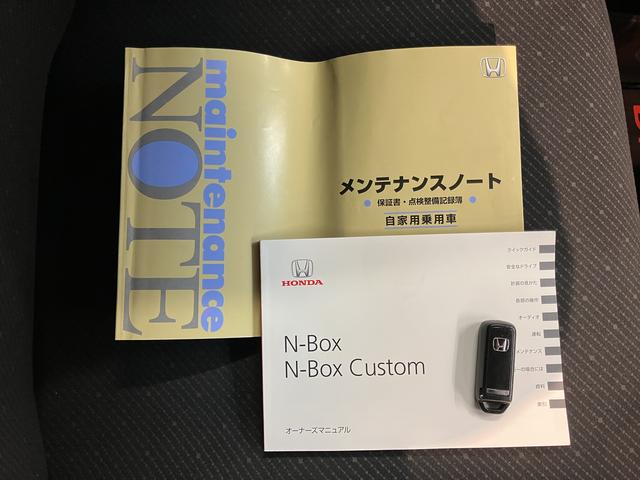 maintenance
NOTE
メンテナンスノート
保証書・点検整備記録簿
自家用乗用車
HONDA
N-Box
N-Box Custom
オーナーズマニュアル
クイックガイド
安全なドライブ
計器の見かた
各部の操作
オーディオ
運転
メンテナンス
の場合には
資料
索引